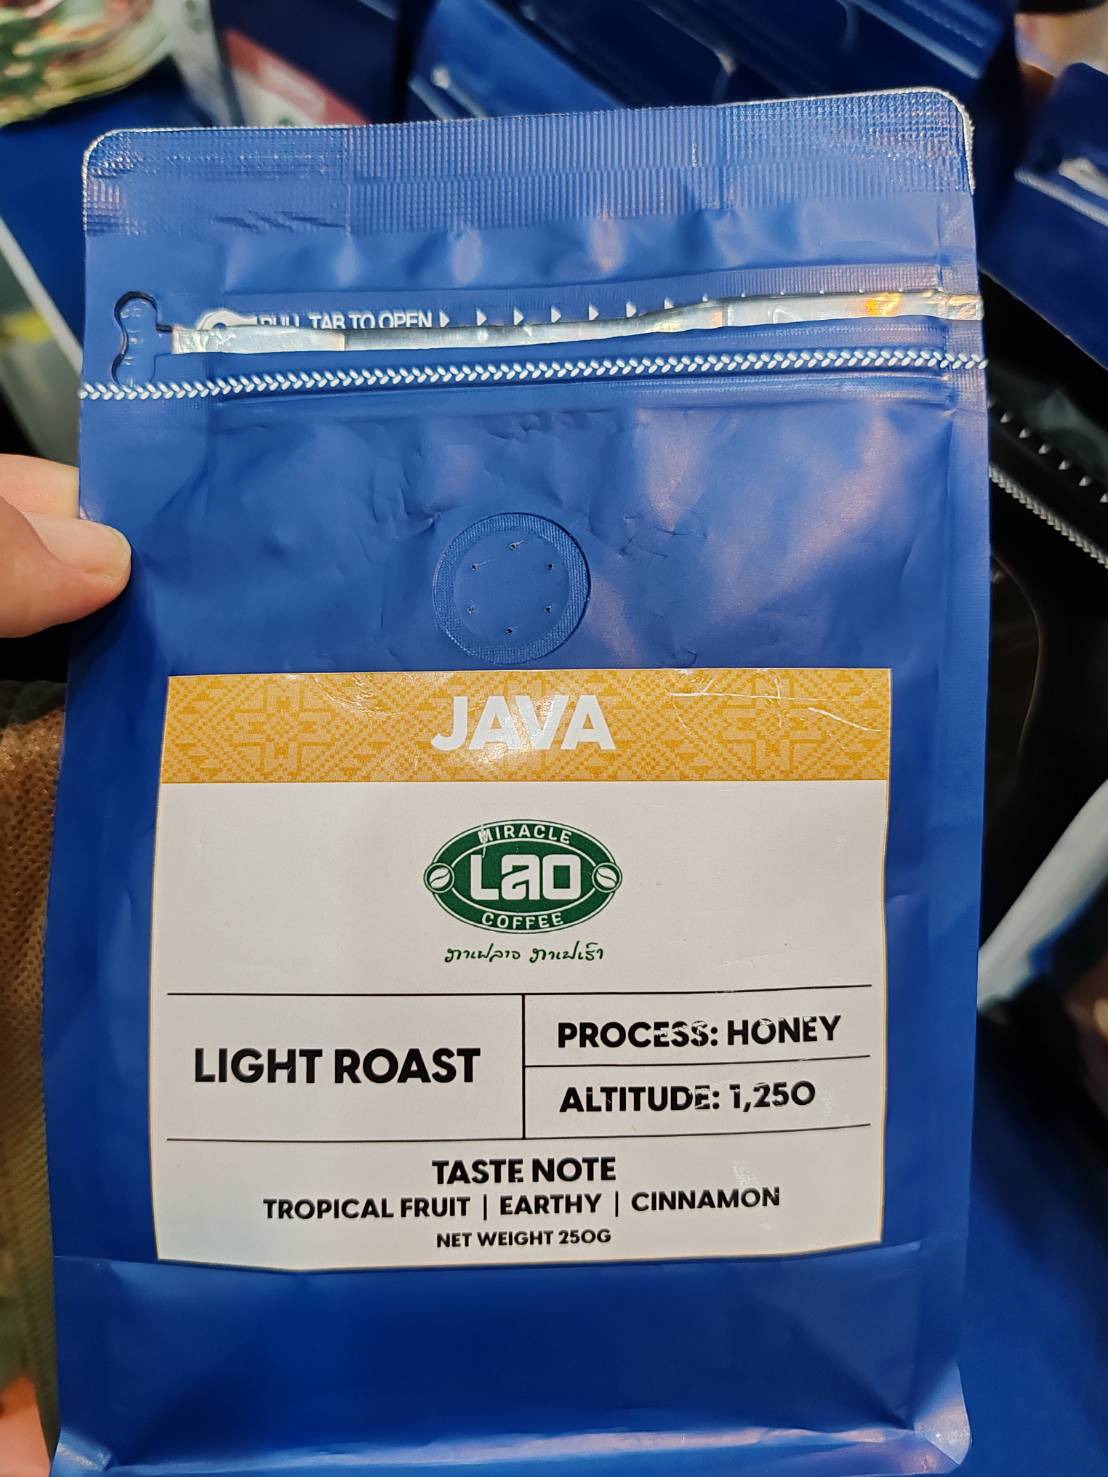 PULL TAB TO OPEN
JAVA
MIRACLE
Lao
COFFEE
ກາເຟລາວ ກາເຟເຮົາ
LIGHT ROAST
PROCESS: HONEY
ALTITUDE: 1,250
TASTE NOTE
TROPICAL FRUIT | EARTHY | CINNAMON
NET WEIGHT 250G